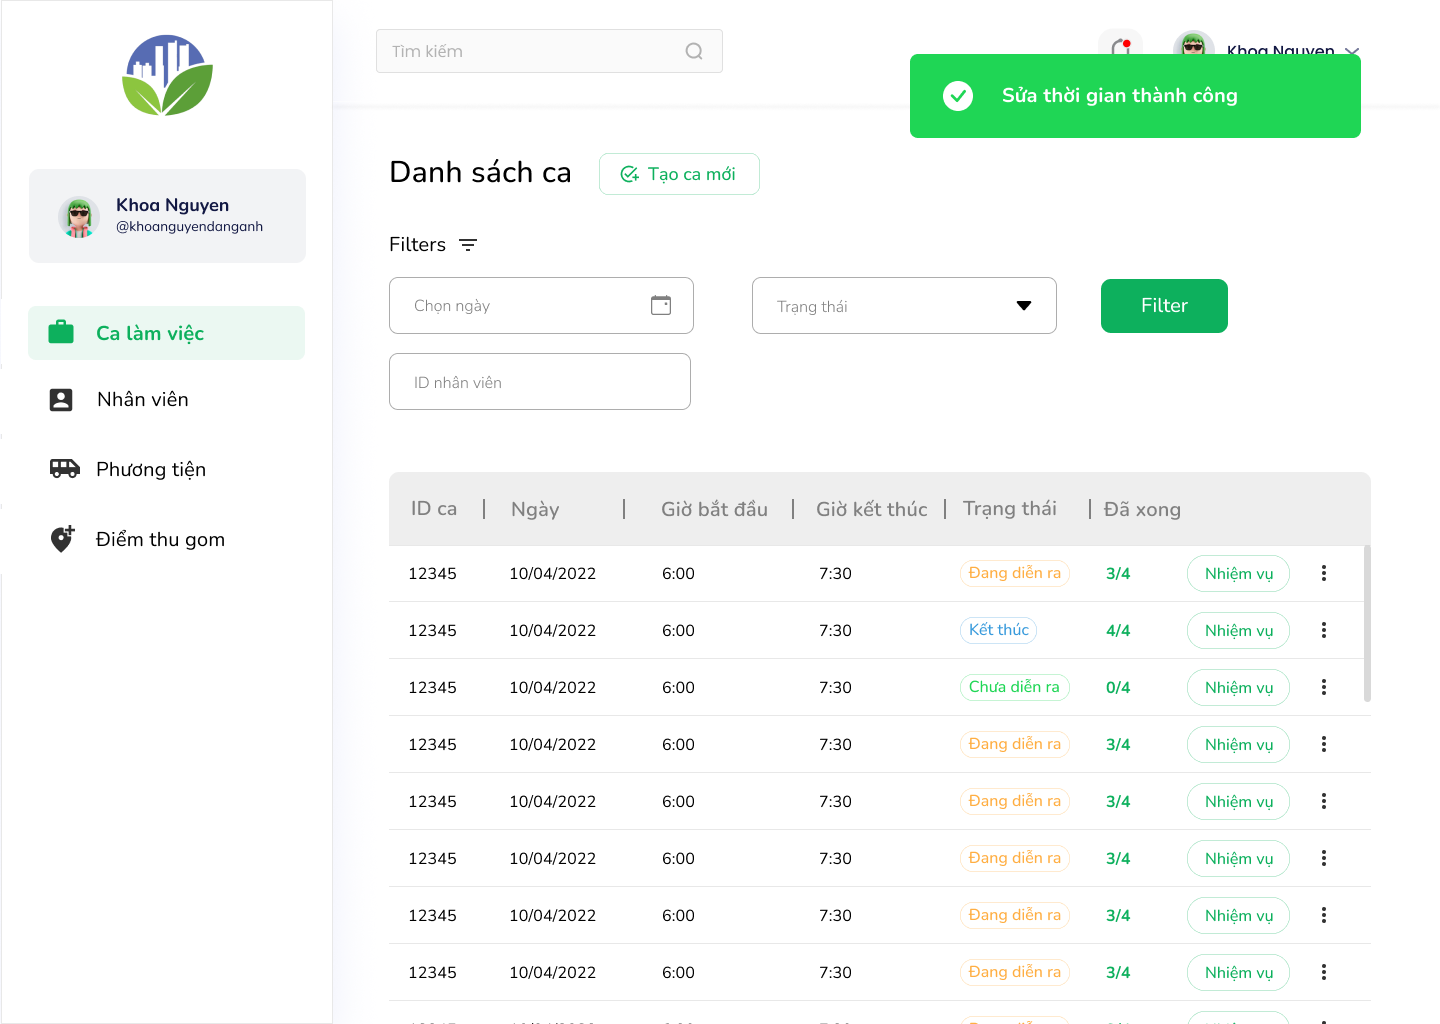 Tìm kiếm
Khoa Nguyen
Sửa thời gian thành công
Khoa Nguyen
@khoanguyendanganh
Ca làm việc
Nhân viên
Phương tiện
Điểm thu gom
Danh sách ca
Tạo ca mới
Filters
Chọn ngày
Trạng thái
Filter
ID nhân viên
ID ca | Ngày | Giờ bắt đầu | Giờ kết thúc | Trạng thái | Đã xong
12345 10/04/2022 6:00 7:30 Đang diễn ra 3/4 Nhiệm vụ
12345 10/04/2022 6:00 7:30 Kết thúc 4/4 Nhiệm vụ
12345 10/04/2022 6:00 7:30 Chưa diễn ra 0/4 Nhiệm vụ
12345 10/04/2022 6:00 7:30 Đang diễn ra 3/4 Nhiệm vụ
12345 10/04/2022 6:00 7:30 Đang diễn ra 3/4 Nhiệm vụ
12345 10/04/2022 6:00 7:30 Đang diễn ra 3/4 Nhiệm vụ
12345 10/04/2022 6:00 7:30 Đang diễn ra 3/4 Nhiệm vụ
12345 10/04/2022 6:00 7:30 Đang diễn ra 3/4 Nhiệm vụ